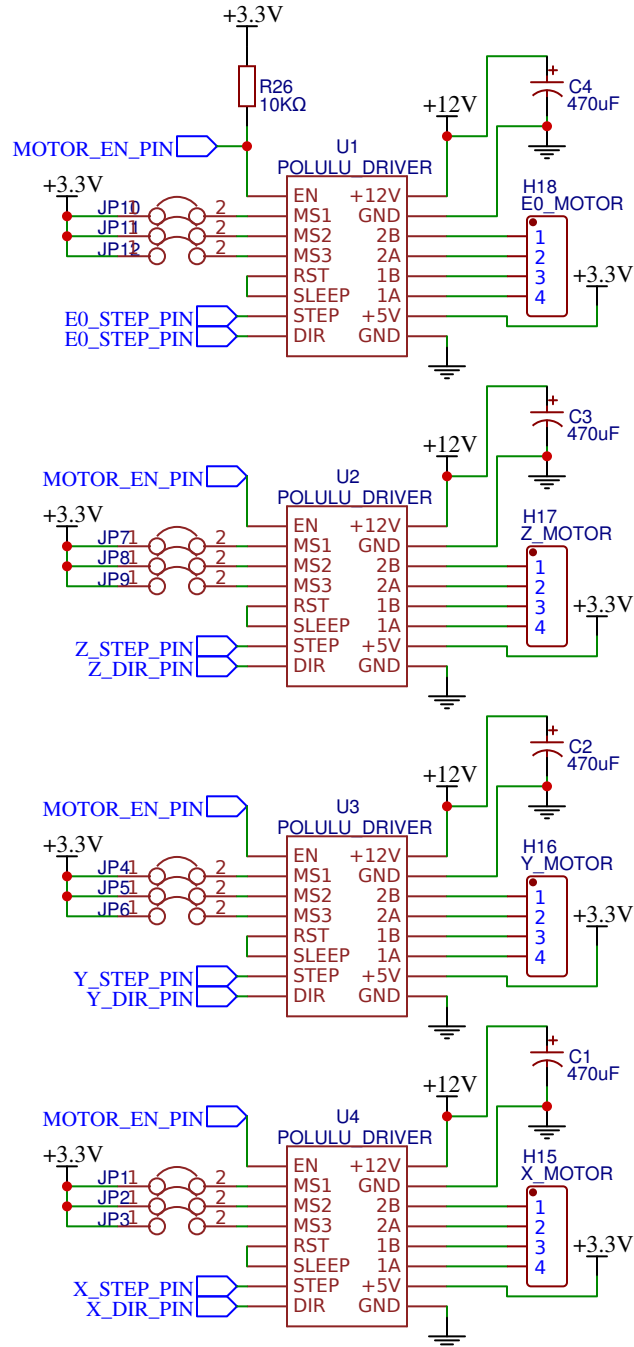 +3.3V
R26
10KΩ
C4
470uF
+12V
MOTOR_EN_PIN
U1
POLULU_DRIVER
+3.3V
H18
E0_MOTOR
JP10 1 2
JP11 1 2
JP12 1 2
EN +12V
MS1 GND
MS2 2B 1
MS3 2A 2
RST 1B 3
SLEEP 1A 4
+3.3V
E0_STEP_PIN STEP +5V
E0_STEP_PIN DIR GND
C3
470uF
+12V
MOTOR_EN_PIN
U2
POLULU_DRIVER
+3.3V
H17
Z_MOTOR
JP7 1 2
JP8 1 2
JP9 1 2
EN +12V
MS1 GND
MS2 2B 1
MS3 2A 2
RST 1B 3
SLEEP 1A 4
+3.3V
Z_STEP_PIN STEP +5V
Z_DIR_PIN DIR GND
C2
470uF
+12V
MOTOR_EN_PIN
U3
POLULU_DRIVER
+3.3V
H16
Y_MOTOR
JP4 1 2
JP5 1 2
JP6 1 2
EN +12V
MS1 GND
MS2 2B 1
MS3 2A 2
RST 1B 3
SLEEP 1A 4
+3.3V
Y_STEP_PIN STEP +5V
Y_DIR_PIN DIR GND
C1
470uF
+12V
MOTOR_EN_PIN
U4
POLULU_DRIVER
+3.3V
H15
X_MOTOR
JP1 1 2
JP2 1 2
JP3 1 2
EN +12V
MS1 GND
MS2 2B 1
MS3 2A 2
RST 1B 3
SLEEP 1A 4
+3.3V
X_STEP_PIN STEP +5V
X_DIR_PIN DIR GND